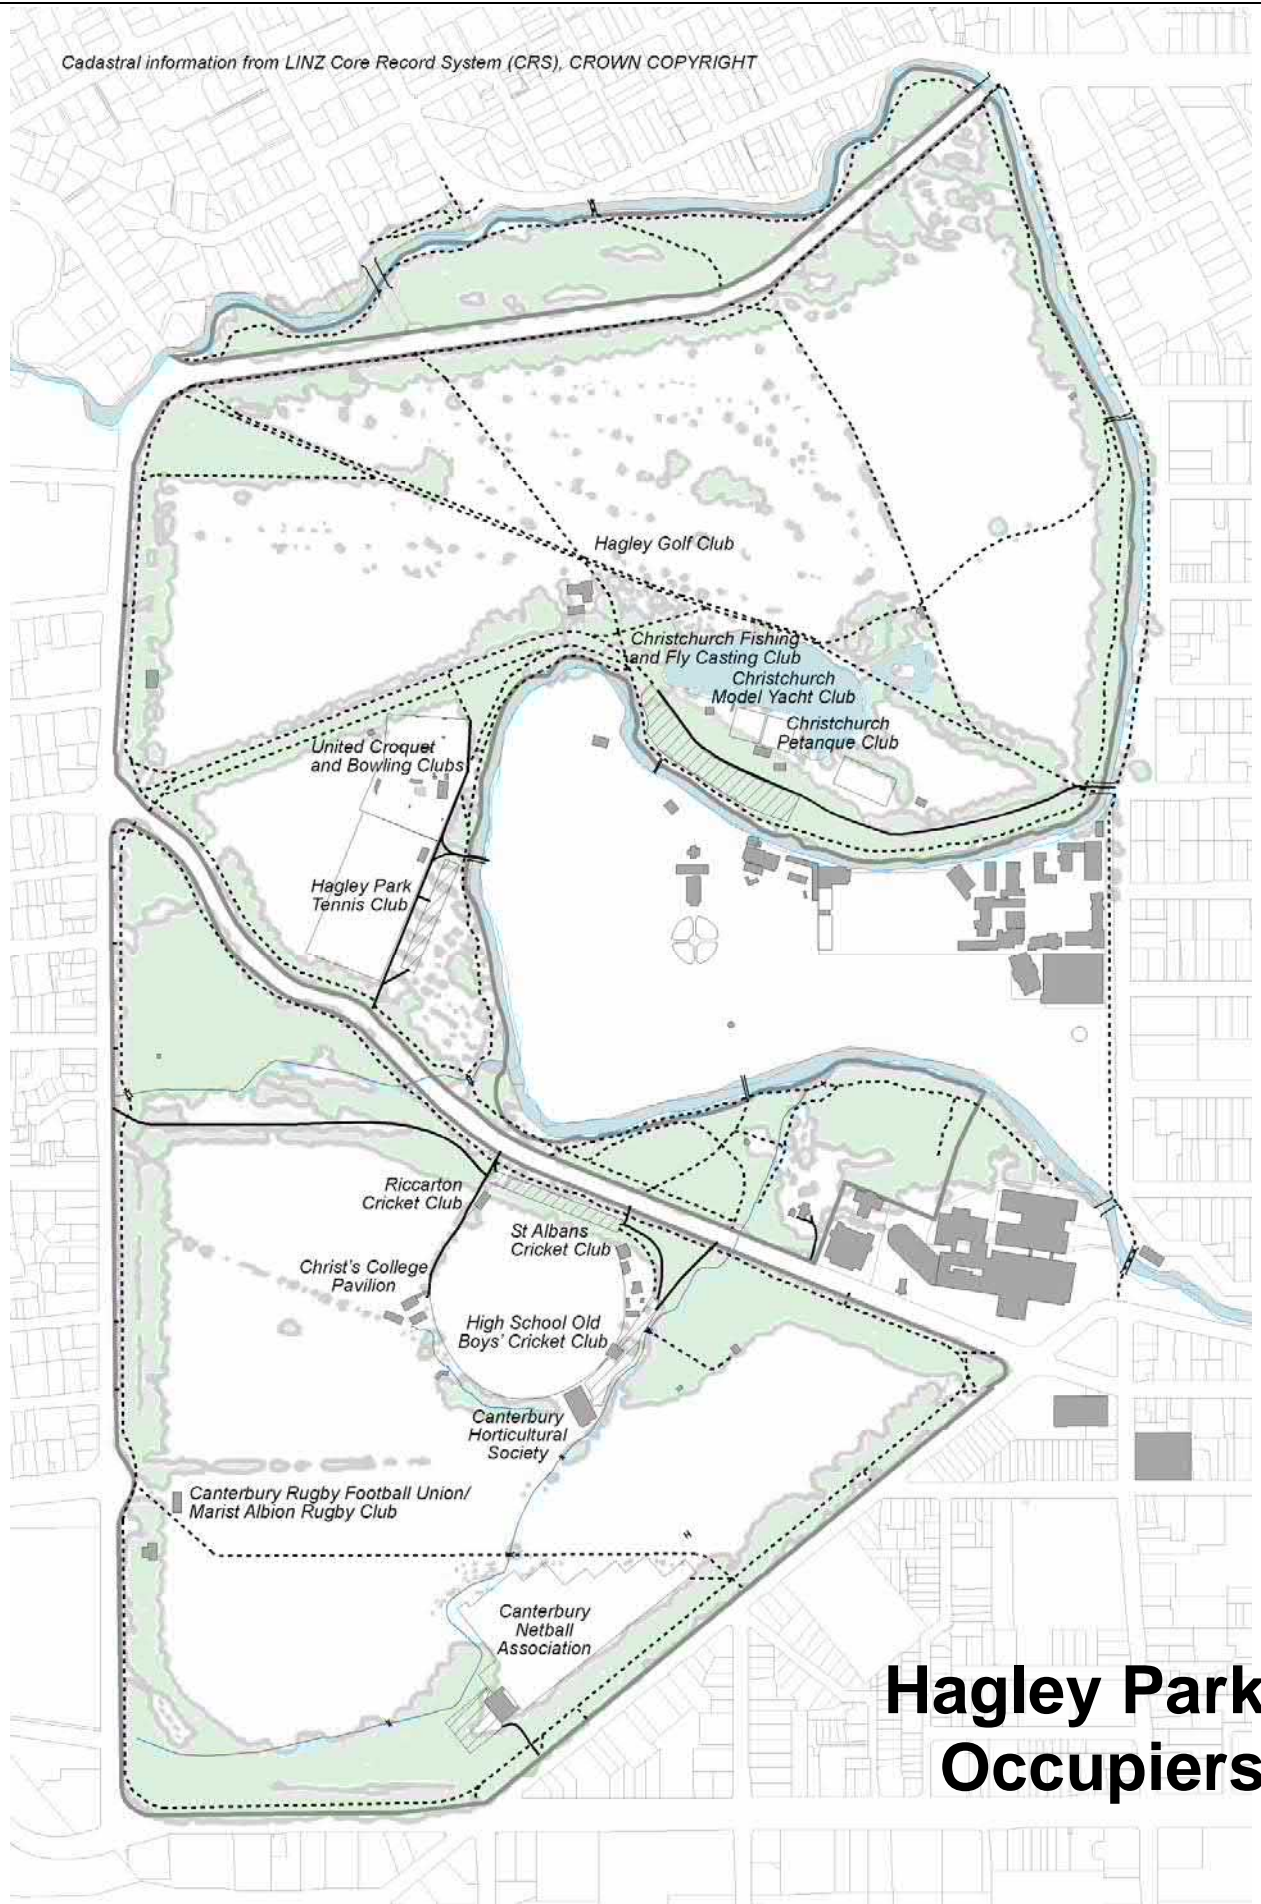 Cadastral information from LINZ Core Record System (CRS), CROWN COPYRIGHT
Hagley Golf Club
Christchurch Fishing
and Fly Casting Club
Christchurch
Model Yacht Club
Christchurch
Petanque Club
United Croquet
and Bowling Clubs
Hagley Park
Tennis Club
Riccarton
Cricket Club
St Albans
Cricket Club
Christ's College
Pavilion
High School Old
Boys' Cricket Club
Canterbury
Horticultural
Society
Canterbury Rugby Football Union/
Marist Albion Rugby Club
Canterbury
Netball
Association
Hagley Park
Occupiers